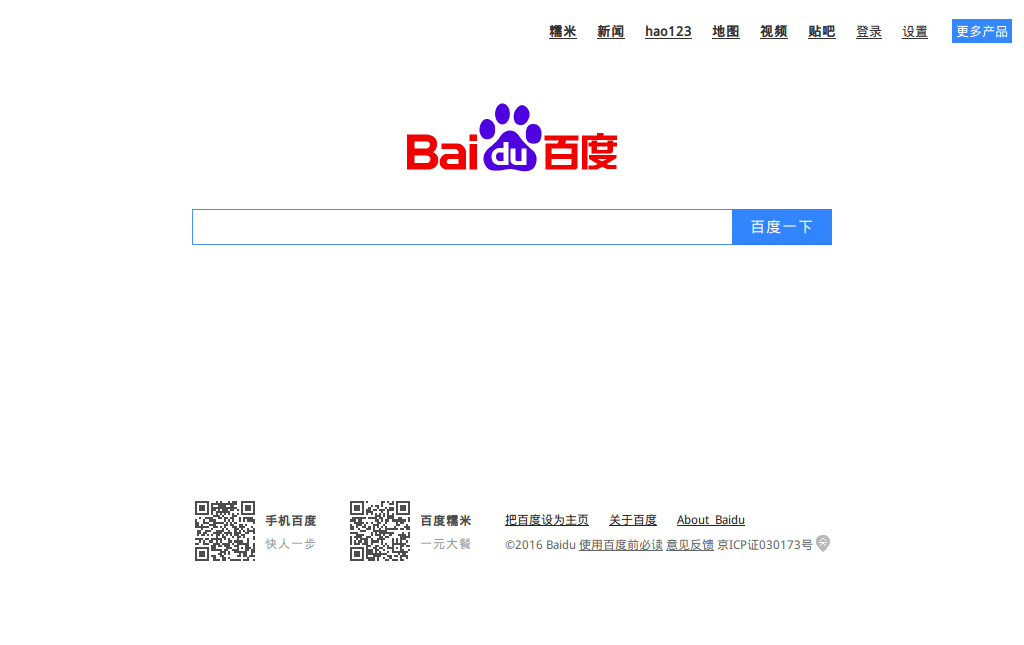 糯米 新闻 hao123 地图 视频 贴吧 登录 设置 更多产品
Bai du 百度
百度一下
手机百度
快人一步
百度糯米
一元大餐
把百度设为主页 关于百度 About Baidu
©2016 Baidu 使用百度前必读 意见反馈 京ICP证030173号